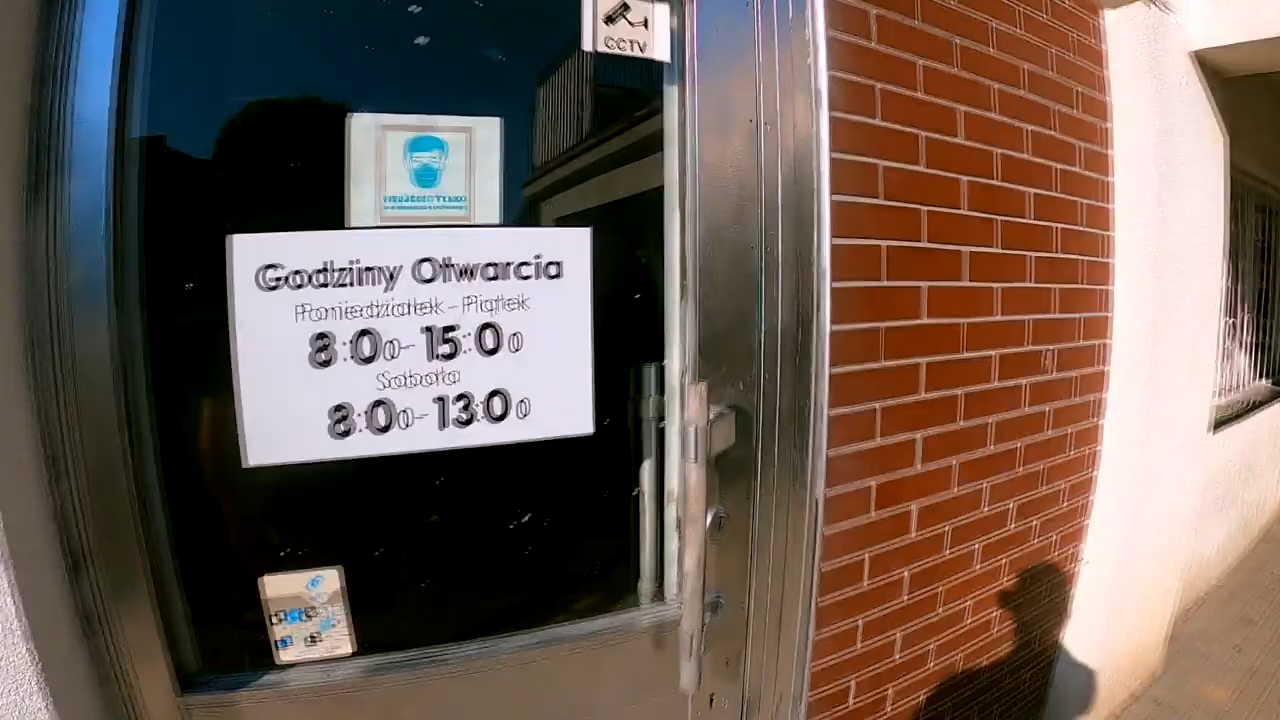 CCTV
Godziny Otwarcia
Poniedziałek - Piątek
8:00 - 15:00
Sobota
8:00 - 13:00